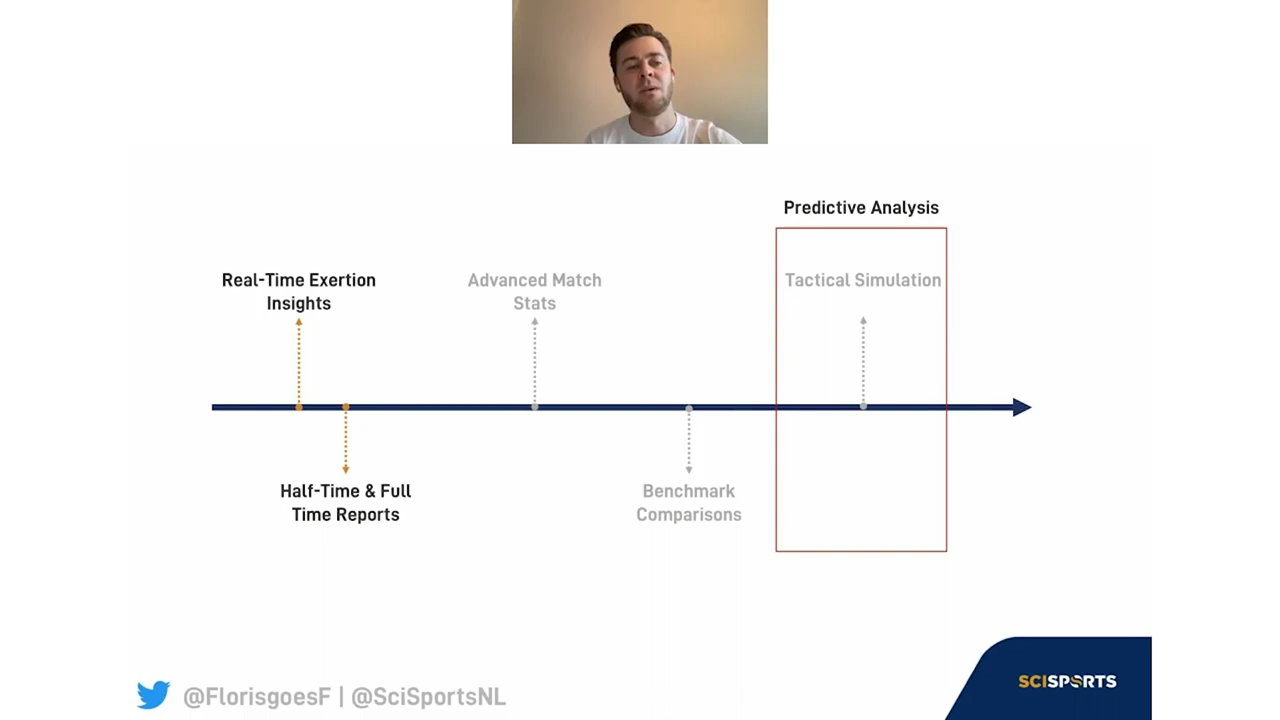 Predictive Analysis
Real-Time Exertion
Insights
Advanced Match
Stats
Tactical Simulation
Half-Time & Full
Time Reports
Benchmark
Comparisons
@FlorisgoesF | @SciSportsNL
SCISPORTS